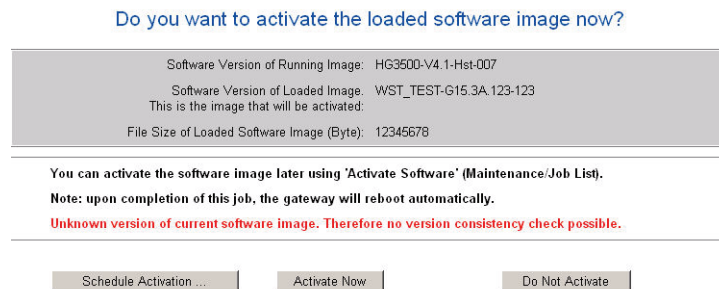 Do you want to activate the loaded software image now?
Software Version of Running Image: HG3500-V4.1-Hst-007
Software Version of Loaded Image. WST_TEST-G15.3A.123-123
This is the image that will be activated:
File Size of Loaded Software Image (Byte): 12345678
You can activate the software image later using 'Activate Software' (Maintenance/Job List).
Note: upon completion of this job, the gateway will reboot automatically.
Unknown version of current software image. Therefore no version consistency check possible.
Schedule Activation ... Activate Now Do Not Activate